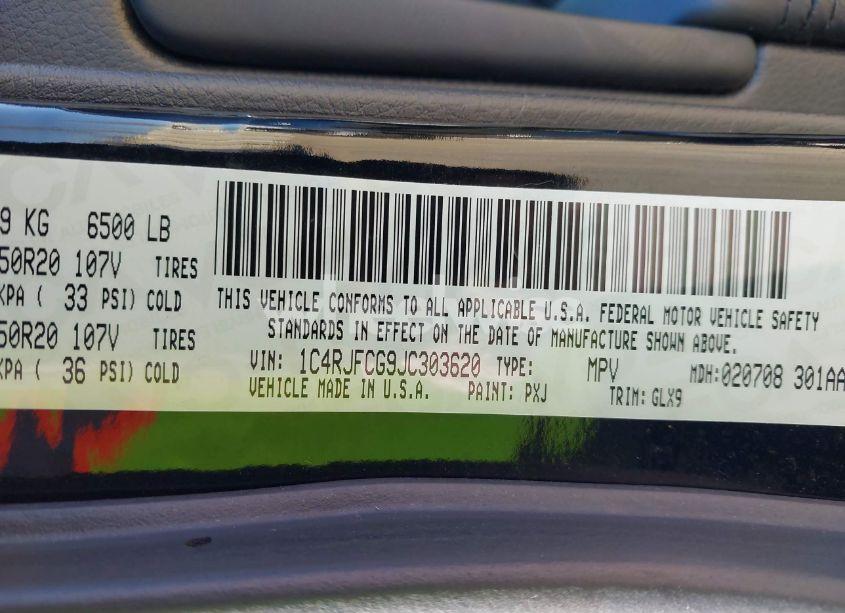 9 KG 6500 LB
50R20 107V TIRES
KPA ( 33 PSI) COLD
50R20 107V TIRES
KPA ( 36 PSI) COLD
THIS VEHICLE CONFORMS TO ALL APPLICABLE U.S.A. FEDERAL MOTOR VEHICLE SAFETY
STANDARDS IN EFFECT ON THE DATE OF MANUFACTURE SHOWN ABOVE.
VIN: 1C4RJFCG9JC303620 TYPE: MPV MDH:020708 301AA
VEHICLE MADE IN U.S.A. PAINT: PXJ TRIM:GLX9